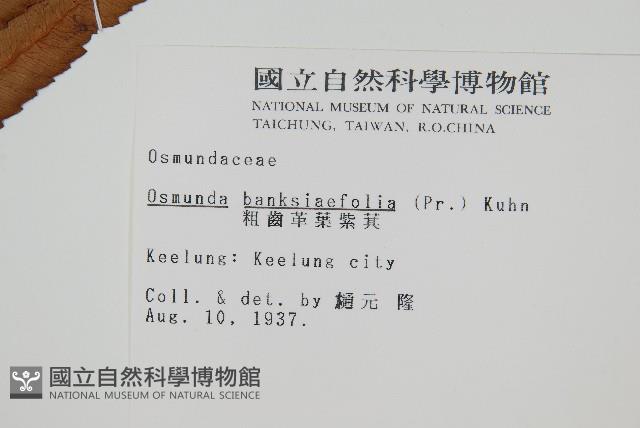 國立自然科學博物館
NATIONAL MUSEUM OF NATURAL SCIENCE
TAICHUNG, TAIWAN, R.O.CHINA
Osmundaceae
Osmunda banksiaefolia (Pr.) Kuhn
粗齒革葉紫萁
Keelung: Keelung city
Coll. & det. by 元 隆
Aug. 10, 1937.
國立自然科學博物館
NATIONAL MUSEUM OF NATURAL SCIENCE